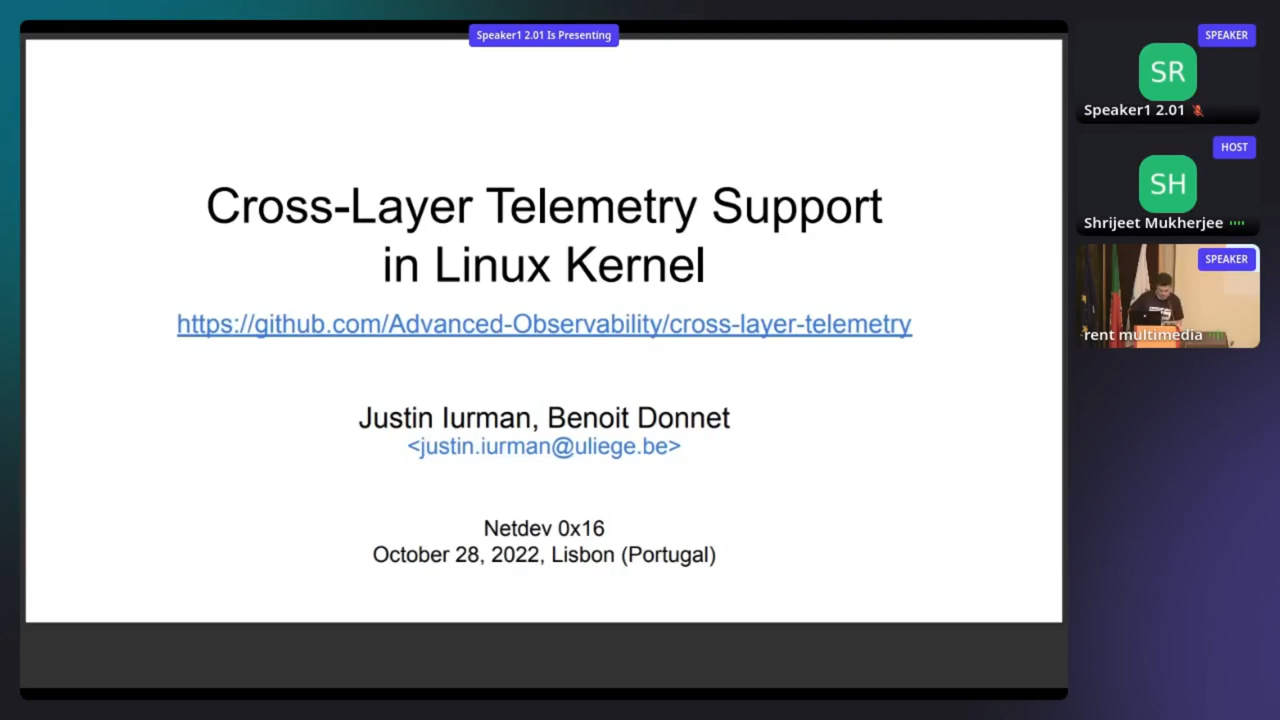 Speaker1 2.01 Is Presenting
Cross-Layer Telemetry Support
in Linux Kernel
https://github.com/Advanced-Observability/cross-layer-telemetry
Justin Iurman, Benoit Donnet
<justin.iurman@uliege.be>
Netdev 0x16
October 28, 2022, Lisbon (Portugal)
SPEAKER
SR
Speaker1 2.01
HOST
SH
Shrijeet Mukherjee
SPEAKER
rent multimedia